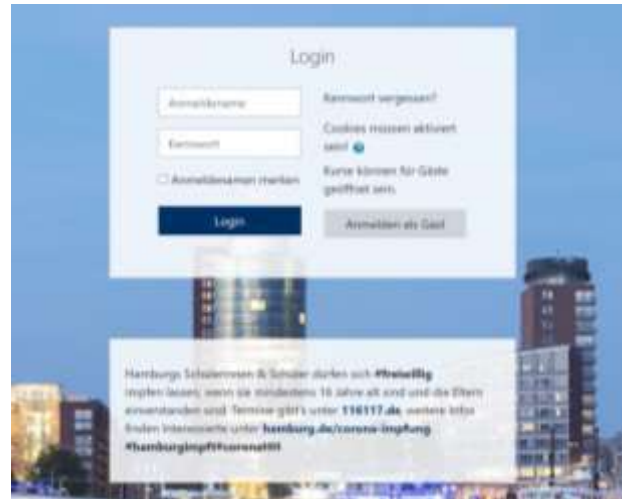 Login
Anmeldename
Kennwort vergessen?
Kennwort
Cookies müssen aktiviert
sein!
Anmeldenamen merken
Kurse können für Gäste
geöffnet sein.
Login
Anmelden als Gast
Hamburgs Schülerinnen & Schüler dürfen sich #freiwillig
impfen lassen, wenn sie mindestens 16 Jahre alt sind und die Eltern
einverstanden sind. Termine gibt's unter 116117.de, weitere Infos
finden Interessierte unter hamburg.de/corona-impfung
#hamburgimpft